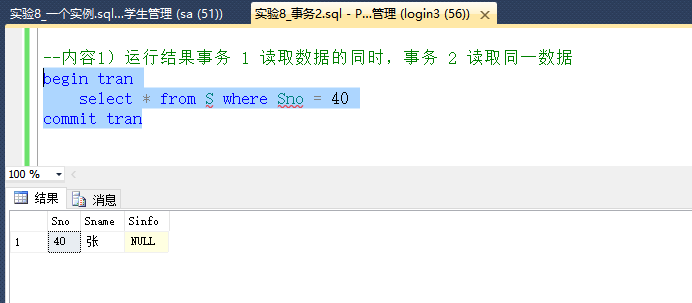 实验8_一个实例.sql...学生管理 (sa (51))
实验8_事务2.sql - P...管理 (login3 (56))
--内容1）运行结果事务 1 读取数据的同时，事务 2 读取同一数据
begin tran
select * from S where Sno = 40
commit tran
100 %
结果 消息
Sno Sname Sinfo
1 40 张 NULL